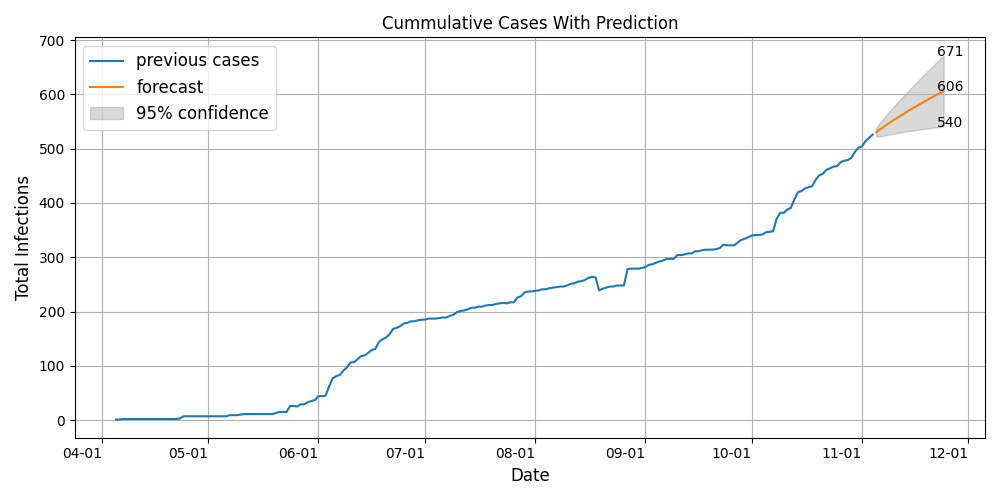 Cummulative Cases With Prediction
700
600
500
400
300
200
100
0
Total Infections
previous cases
forecast
95% confidence
671
606
540
04-01 05-01 06-01 07-01 08-01 09-01 10-01 11-01 12-01
Date